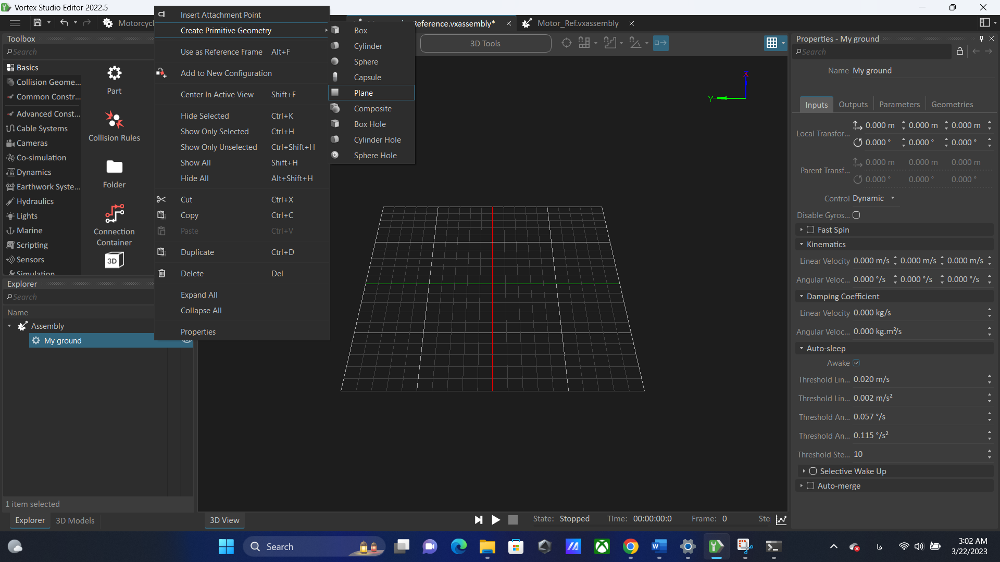 Vortex Studio Editor 2022.5
Motorcycl
Reference.vxassembly*
Motor_Ref.vxassembly
Toolbox
Search
Basics
Collision Geome...
Common Constr...
Advanced Const...
Cable Systems
Cameras
Co-simulation
Dynamics
Earthwork Syste...
Hydraulics
Lights
Marine
Scripting
Sensors
Simulation
Part
Collision Rules
Folder
Connection
Container
3D
Insert Attachment Point
Create Primitive Geometry
Use as Reference Frame Alt+F
Add to New Configuration
Center In Active View Shift+F
Hide Selected Ctrl+K
Show Only Selected Ctrl+H
Show Only Unselected Ctrl+Shift+H
Show All Shift+H
Hide All Alt+Shift+H
Cut Ctrl+X
Copy Ctrl+C
Paste Ctrl+V
Duplicate Ctrl+D
Delete Del
Expand All
Collapse All
Properties
Box
Cylinder
Sphere
Capsule
Plane
Composite
Box Hole
Cylinder Hole
Sphere Hole
3D Tools
X
Y
Explorer
Search
Name
Assembly
My ground
1 item selected
Explorer 3D Models
3D View
State: Stopped Time: 00:00:00:0 Frame: 0 Ste
Properties - My ground
Search
Name My ground
Inputs Outputs Parameters Geometries
Local Transfor... 0.000 m 0.000 m 0.000 m
0.000 ° 0.000 ° 0.000 °
Parent Transf... 0.000 m 0.000 m 0.000 m
0.000 ° 0.000 ° 0.000 °
Control Dynamic
Disable Gyros...
Fast Spin
Kinematics
Linear Velocity 0.000 m/s 0.000 m/s 0.000 m/s
Angular Veloc... 0.000 °/s 0.000 °/s 0.000 °/s
Damping Coefficient
Linear Velocity 0.000 kg/s
Angular Veloc... 0.000 kg.m²/s
Auto-sleep
Awake
Threshold Lin... 0.020 m/s
Threshold Lin... 0.002 m/s²
Threshold An... 0.057 °/s
Threshold An... 0.115 °/s²
Threshold Ste... 10
Selective Wake Up
Auto-merge
Search
فا
3:02 AM
3/22/2023